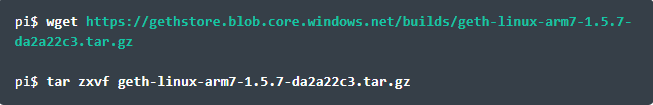 pi$ wget https://gethstore.blob.core.windows.net/builds/geth-linux-arm7-1.5.7-
da2a22c3.tar.gz
pi$ tar zxvf geth-linux-arm7-1.5.7-da2a22c3.tar.gz